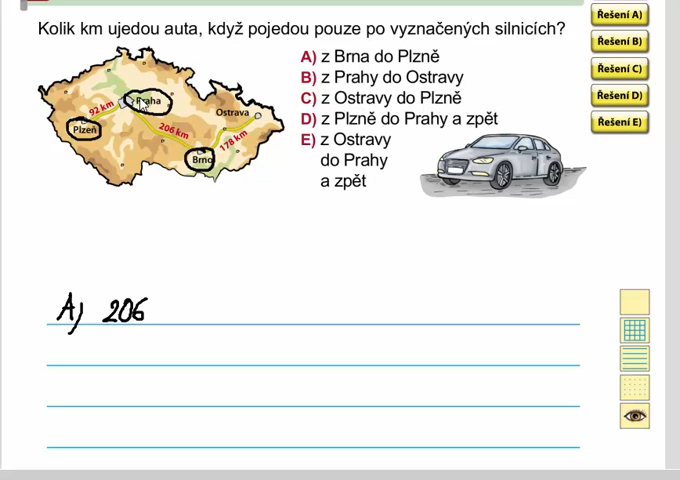 Kolik km ujedou auta, když pojedou pouze po vyznačených silnicích?
A) z Brna do Plzně
B) z Prahy do Ostravy
C) z Ostravy do Plzně
D) z Plzně do Prahy a zpět
E) z Ostravy
do Prahy
a zpět
Praha
92 km
Plzeň
206 km
Brno
178 km
Ostrava
Řešení A)
Řešení B)
Řešení C)
Řešení D)
Řešení E)
A) 206